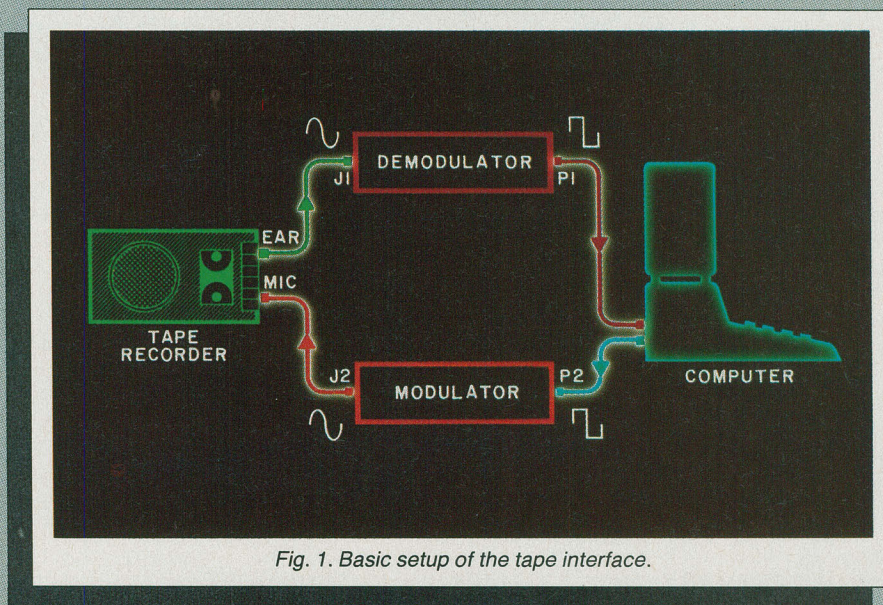 DEMODULATOR
J1
P1
EAR
MIC
TAPE
RECORDER
J2
P2
MODULATOR
COMPUTER
Fig. 1. Basic setup of the tape interface.